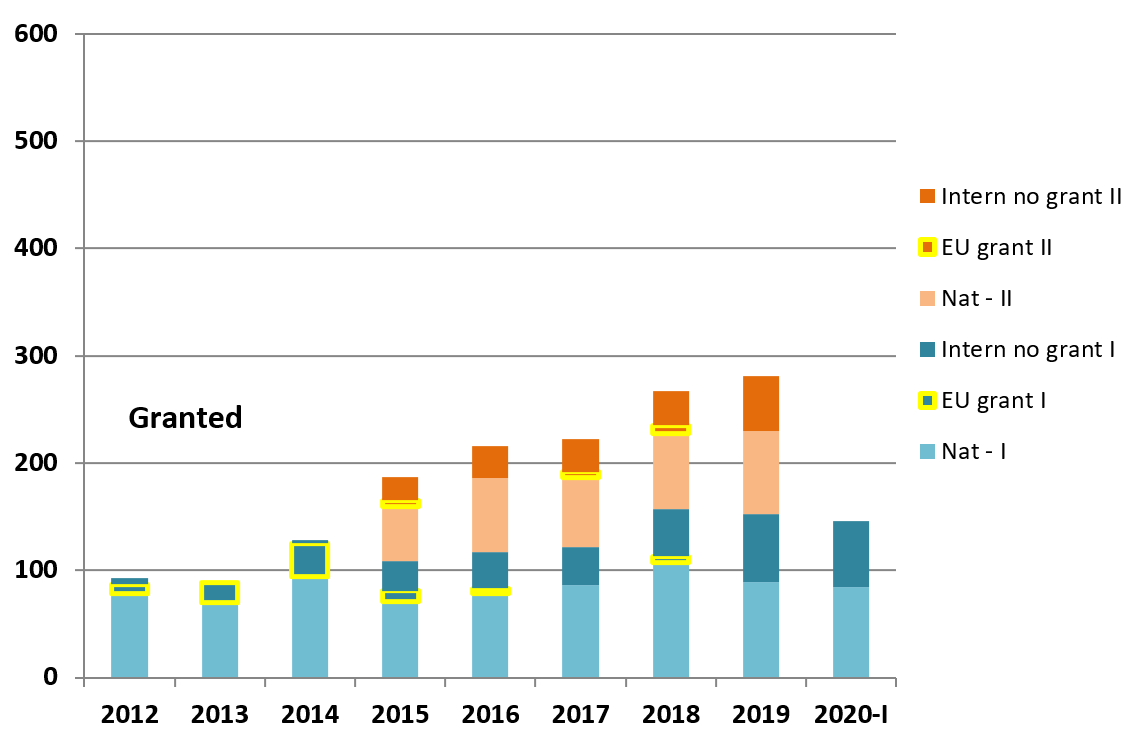 600
500
400
300
200
100
0
Granted
2012 2013 2014 2015 2016 2017 2018 2019 2020-I
Intern no grant II
EU grant II
Nat - II
Intern no grant I
EU grant I
Nat - I